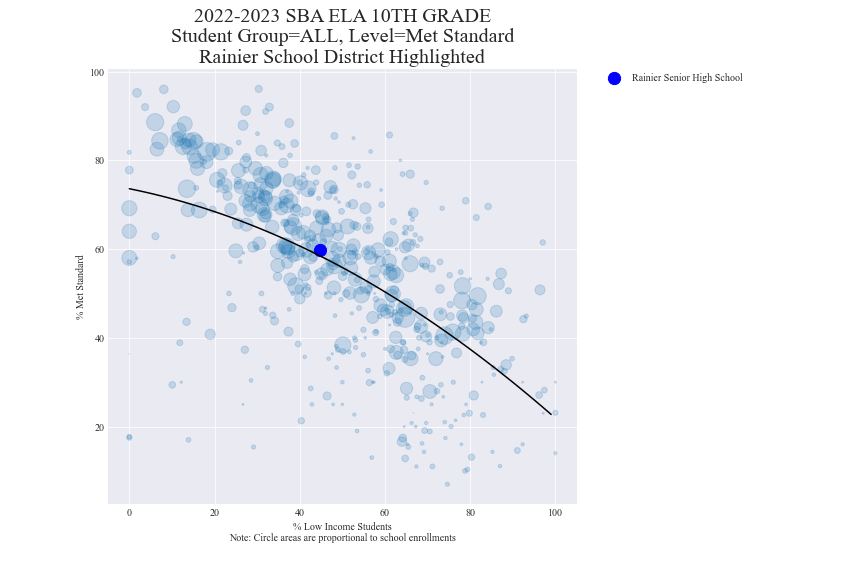 2022-2023 SBA ELA 10TH GRADE
Student Group=ALL, Level=Met Standard
Rainier School District Highlighted
Rainier Senior High School
% Met Standard
100
80
60
40
20
0
20
40
60
80
100
% Low Income Students
Note: Circle areas are proportional to school enrollments